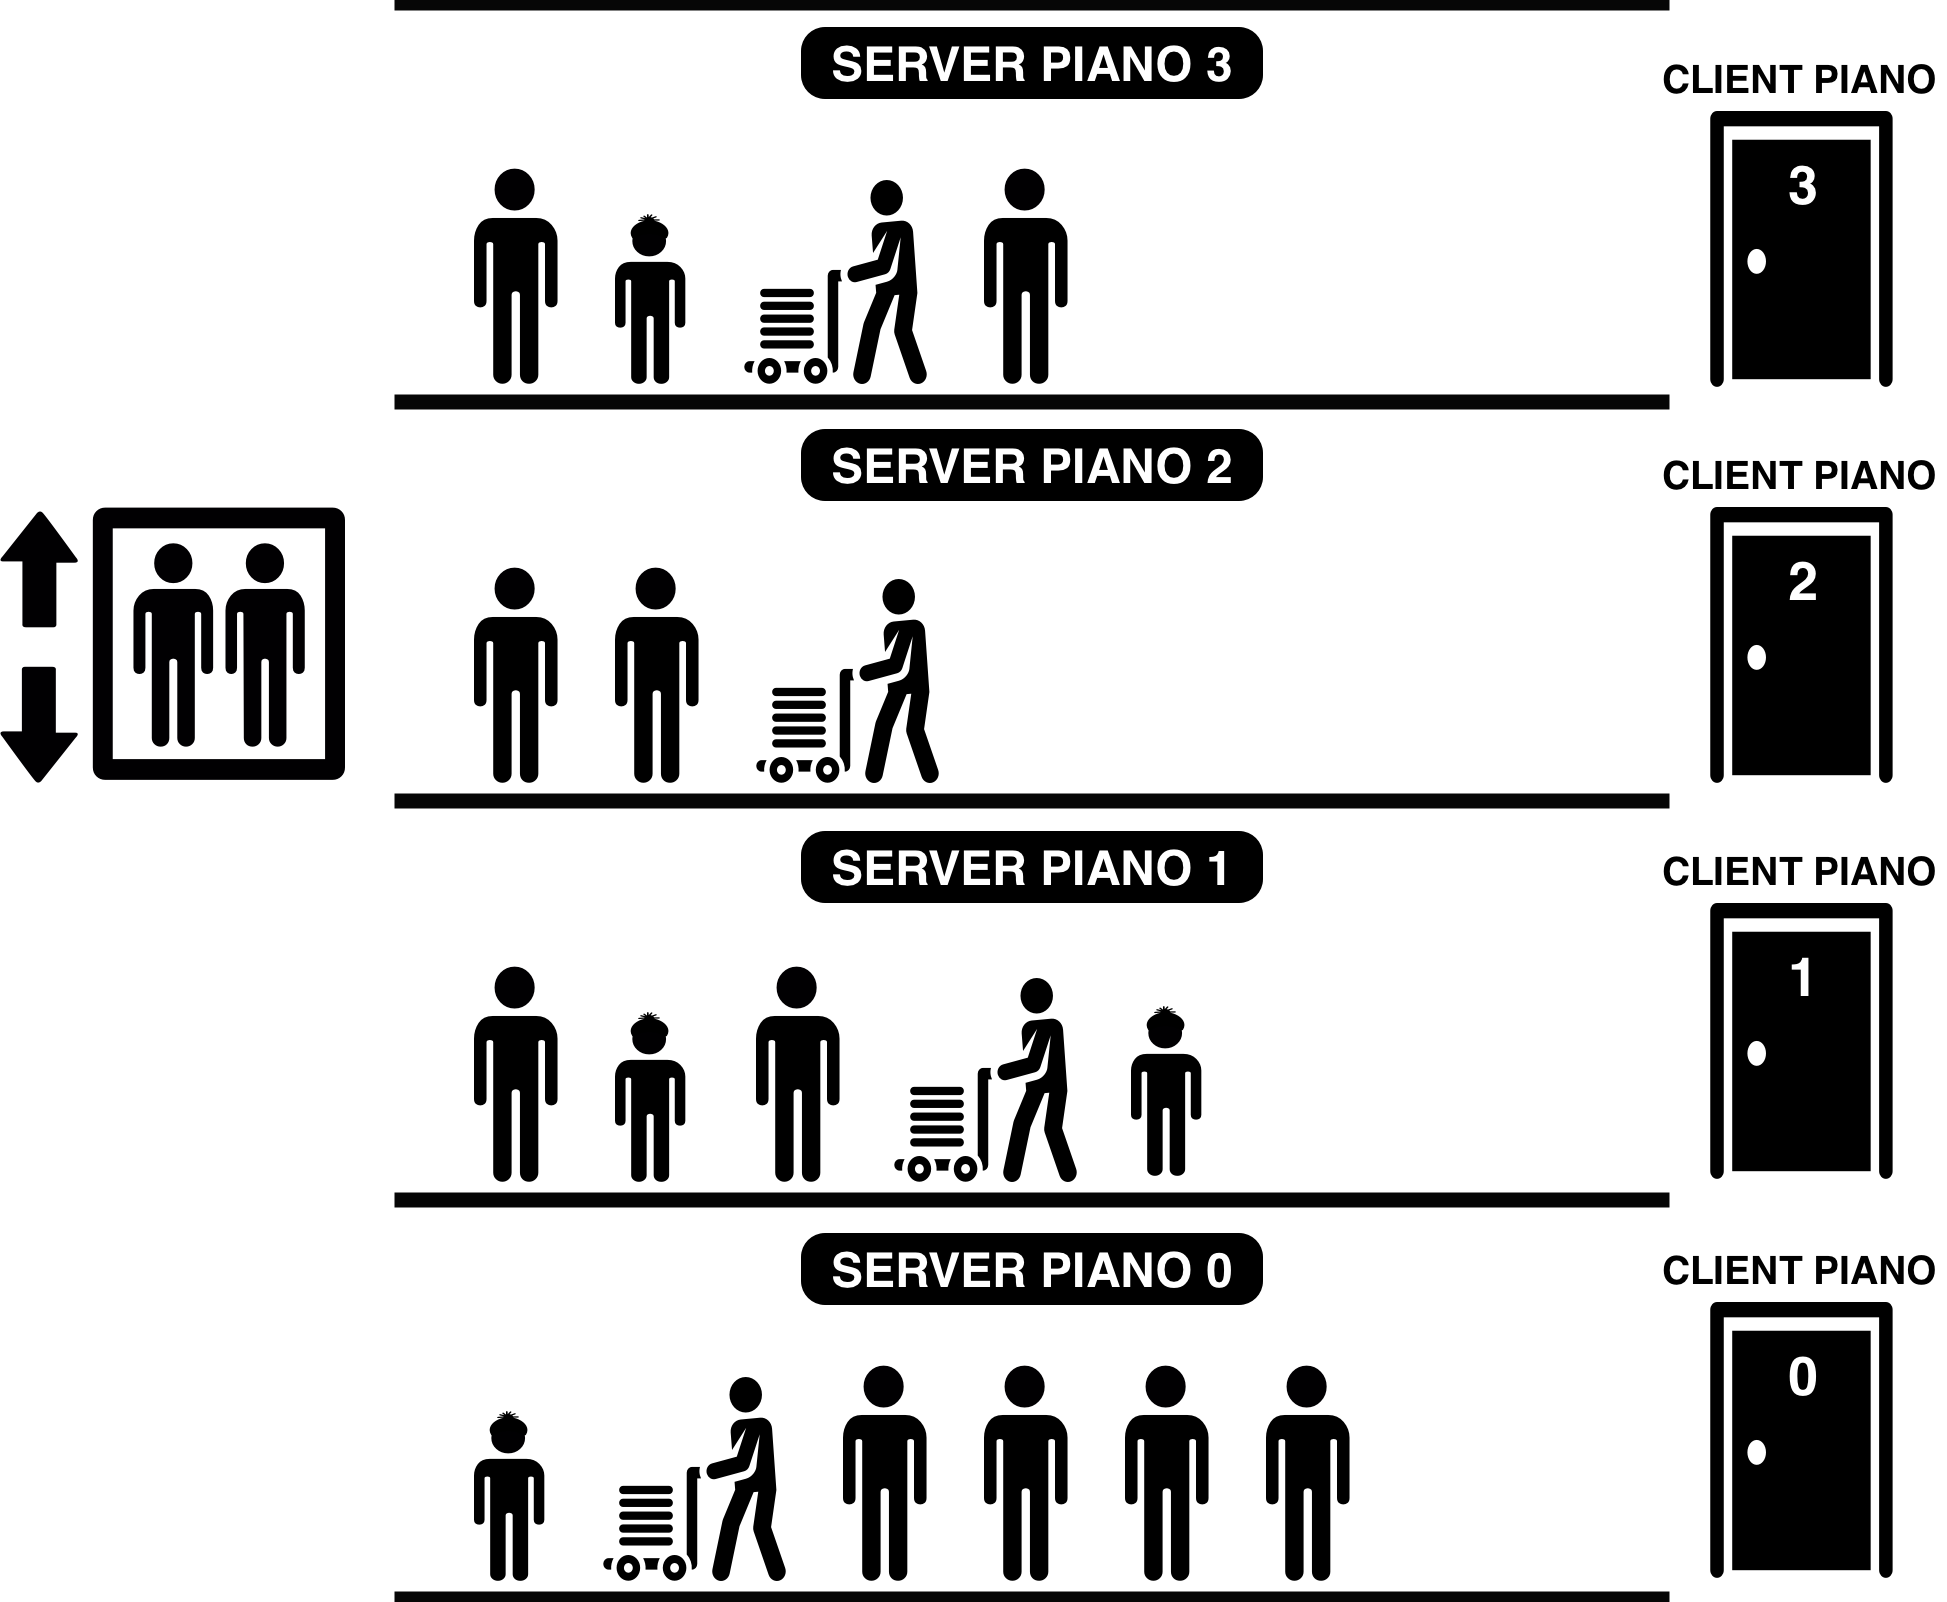 SERVER PIANO 3
CLIENT PIANO
3
SERVER PIANO 2
CLIENT PIANO
2
SERVER PIANO 1
CLIENT PIANO
1
SERVER PIANO 0
CLIENT PIANO
0